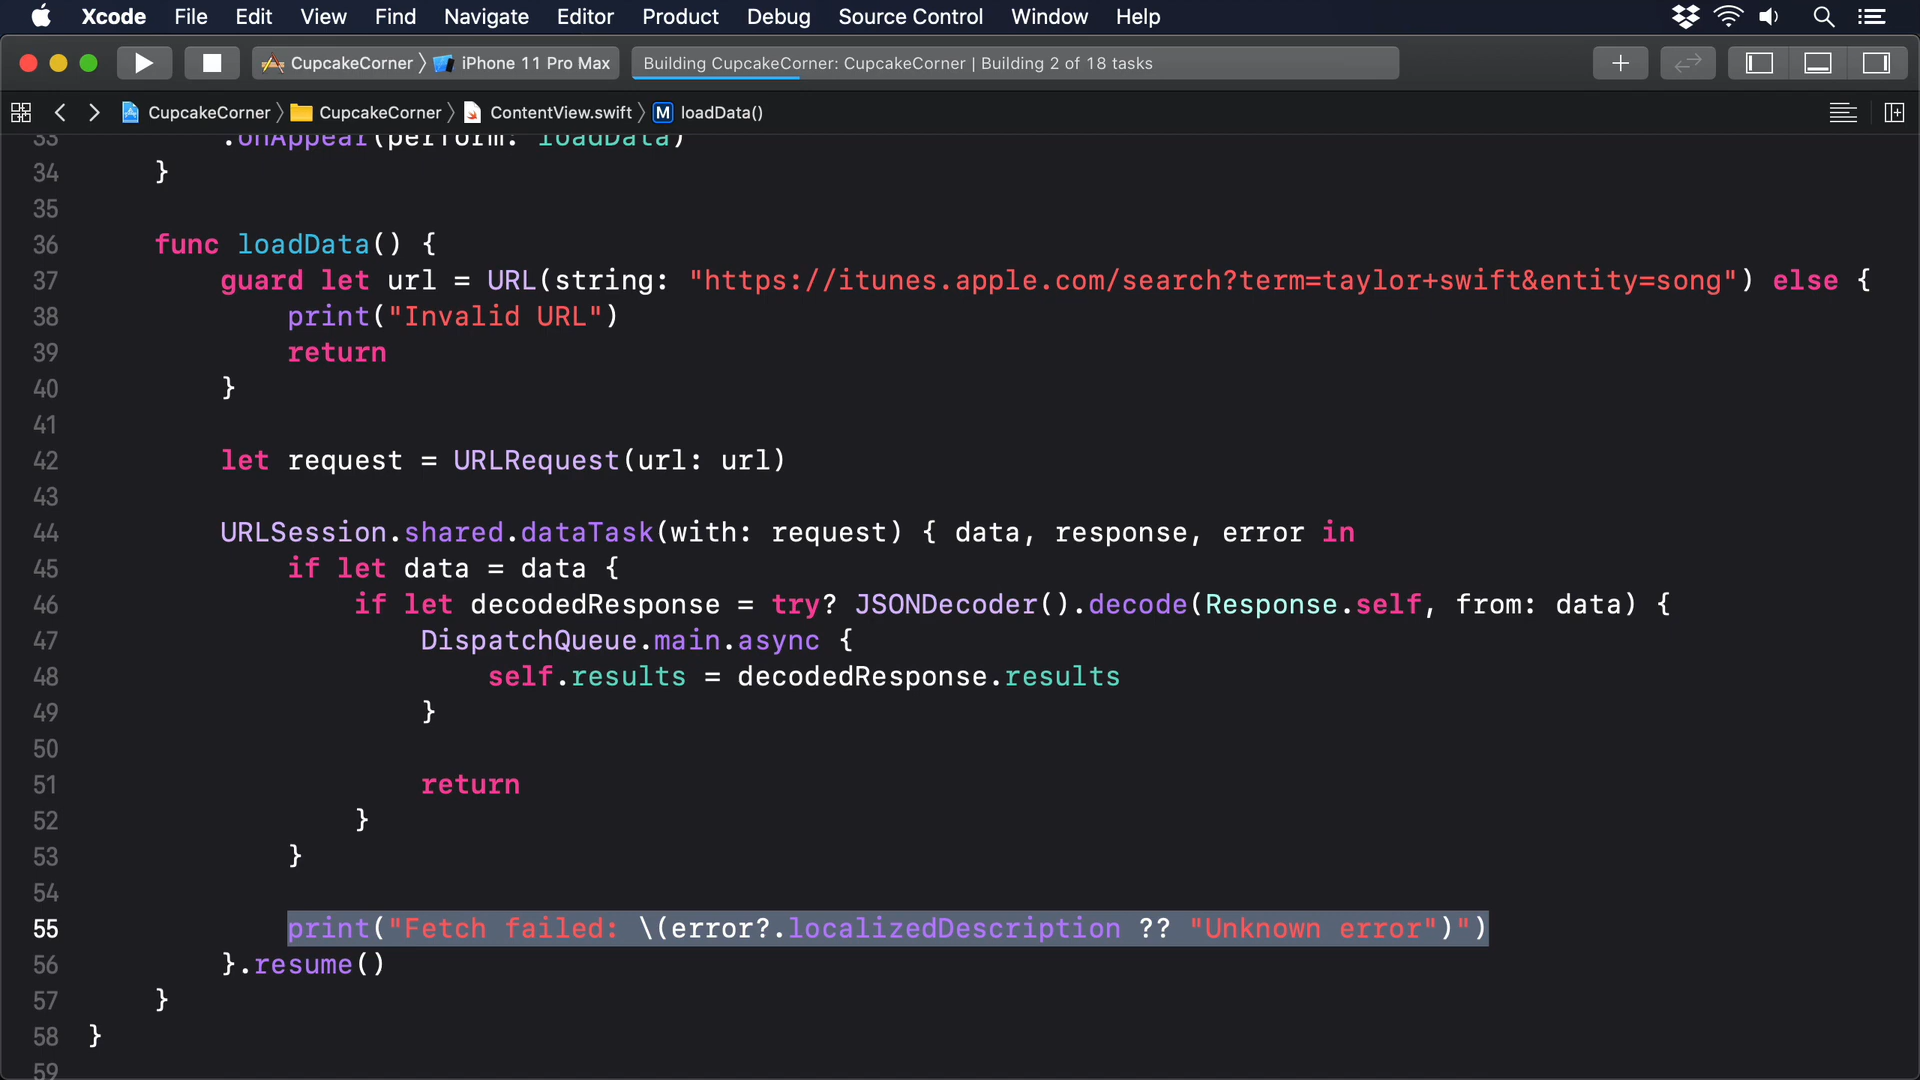 Xcode File Edit View Find Navigate Editor Product Debug Source Control Window Help
CupcakeCorner iPhone 11 Pro Max Building CupcakeCorner: CupcakeCorner | Building 2 of 18 tasks
CupcakeCorner CupcakeCorner ContentView.swift M loadData()
33 .onAppear(perform: loadData)
34 }
35
36 func loadData() {
37 guard let url = URL(string: "https://itunes.apple.com/search?term=taylor+swift&entity=song") else {
38 print("Invalid URL")
39 return
40 }
41
42 let request = URLRequest(url: url)
43
44 URLSession.shared.dataTask(with: request) { data, response, error in
45 if let data = data {
46 if let decodedResponse = try? JSONDecoder().decode(Response.self, from: data) {
47 DispatchQueue.main.async {
48 self.results = decodedResponse.results
49 }
50
51 return
52 }
53 }
54
55 print("Fetch failed: \(error?.localizedDescription ?? "Unknown error")")
56 }.resume()
57 }
58 }
59